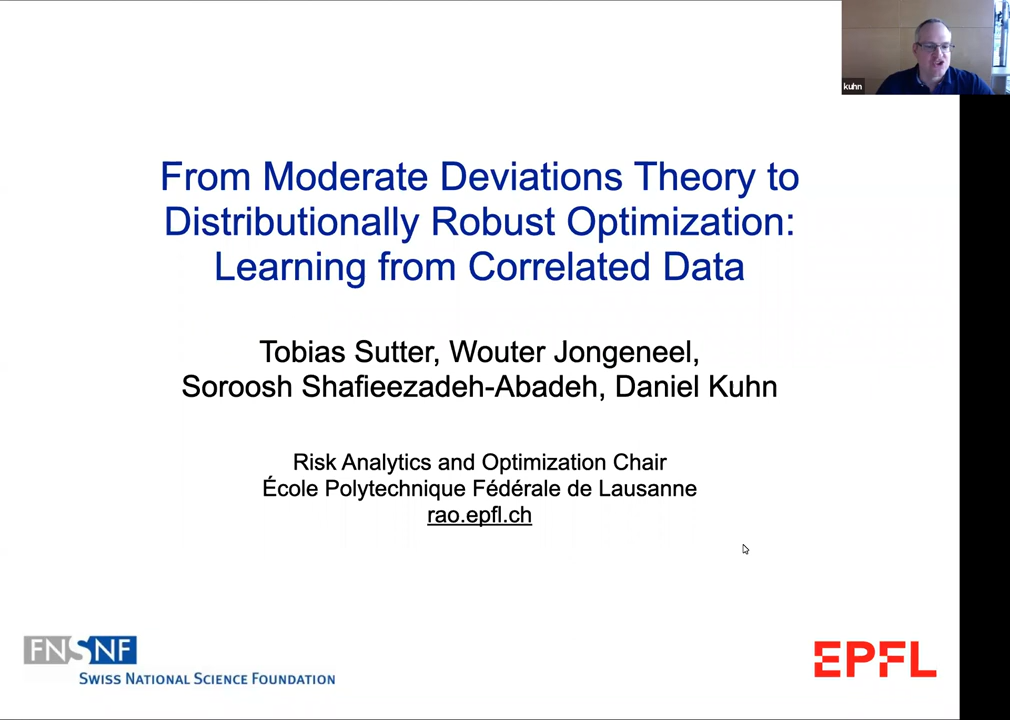 kuhn
From Moderate Deviations Theory to
Distributionally Robust Optimization:
Learning from Correlated Data
Tobias Sutter, Wouter Jongeneel,
Soroosh Shafieezadeh-Abadeh, Daniel Kuhn
Risk Analytics and Optimization Chair
École Polytechnique Fédérale de Lausanne
rao.epfl.ch
FNSNF
SWISS NATIONAL SCIENCE FOUNDATION
EPFL